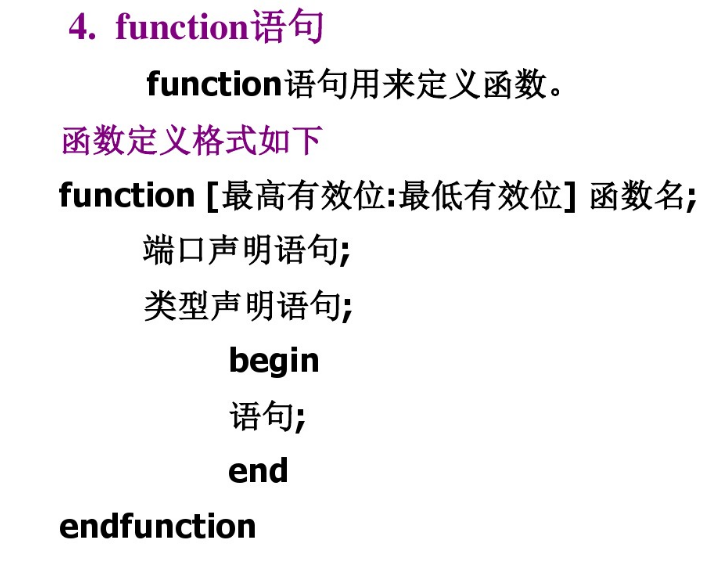 4. function语句
function语句用来定义函数。
函数定义格式如下
function [最高有效位:最低有效位] 函数名;
端口声明语句;
类型声明语句;
begin
语句;
end
endfunction